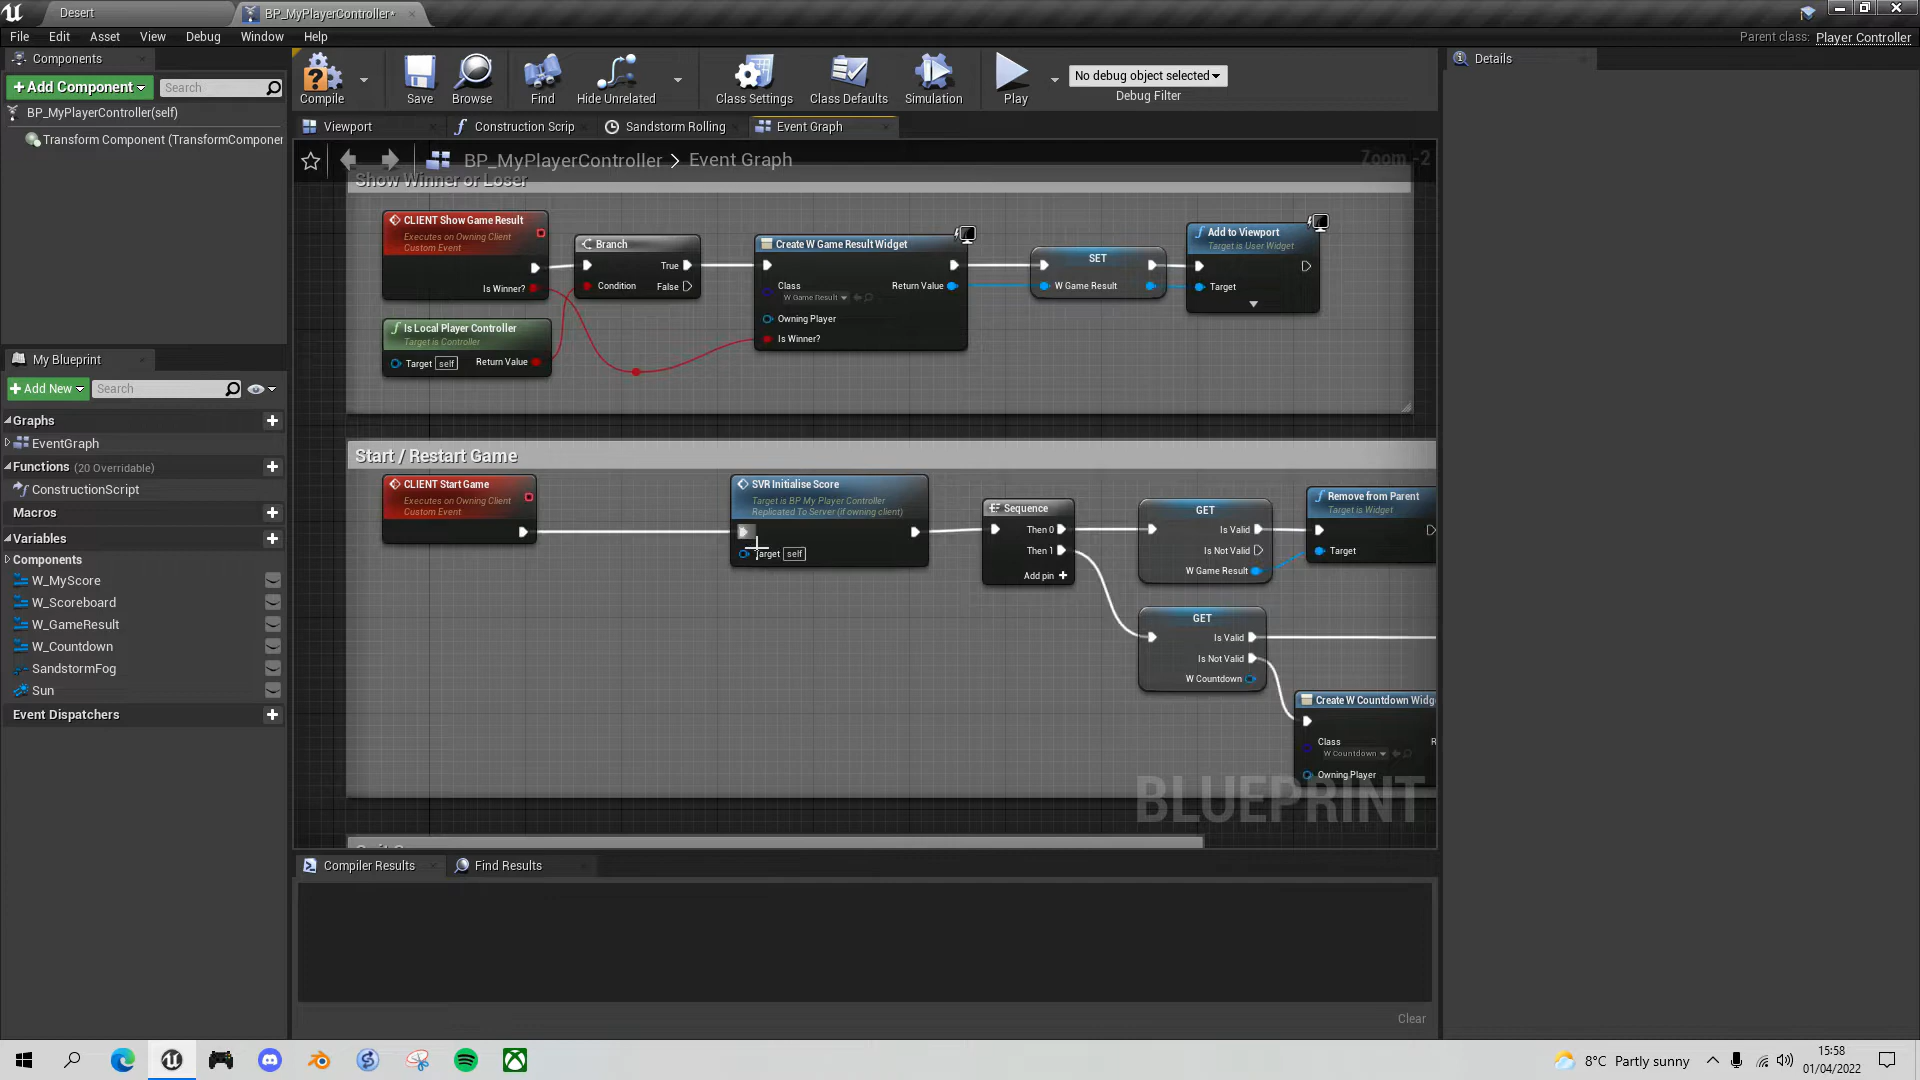 Desert
BP_MyPlayerController*
File
Edit
Asset
View
Debug
Window
Help
Parent class:
Player Controller
Components
+Add Component
Search
BP_MyPlayerController(self)
Transform Component (TransformComponer
Compile
Save
Browse
Find
Hide Unrelated
Class Settings
Class Defaults
Simulation
Play
No debug object selected
Debug Filter
Details
Viewport
Construction Scrip
Sandstorm Rolling
Event Graph
BP_MyPlayerController > Event Graph
Zoom -2
Show Winner or Loser
CLIENT Show Game Result
Executes on Owning Client
Custom Event
Is Winner?
Branch
True
Condition
False
Create W Game Result Widget
Class
W Game Result
Return Value
Owning Player
Is Winner?
SET
W Game Result
Add to Viewport
Target is User Widget
Target
Is Local Player Controller
Target is Controller
Target
self
Return Value
Start / Restart Game
CLIENT Start Game
Executes on Owning Client
Custom Event
SVR Initialise Score
Target is BP My Player Controller
Replicated To Server (if owning client)
Target
self
Sequence
Then 0
Then 1
Add pin
GET
Is Valid
Is Not Valid
W Game Result
Remove from Parent
Target is Widget
Target
GET
Is Valid
Is Not Valid
W Countdown
Create W Countdown Widg
Class
W Countdown
Owning Player
BLUEPRINT
My Blueprint
+Add New
Search
Graphs
EventGraph
Functions (20 Overridable)
ConstructionScript
Macros
Variables
Components
W_MyScore
W_Scoreboard
W_GameResult
W_Countdown
SandstormFog
Sun
Event Dispatchers
Compiler Results
Find Results
Clear
8°C Partly sunny
15:58
01/04/2022